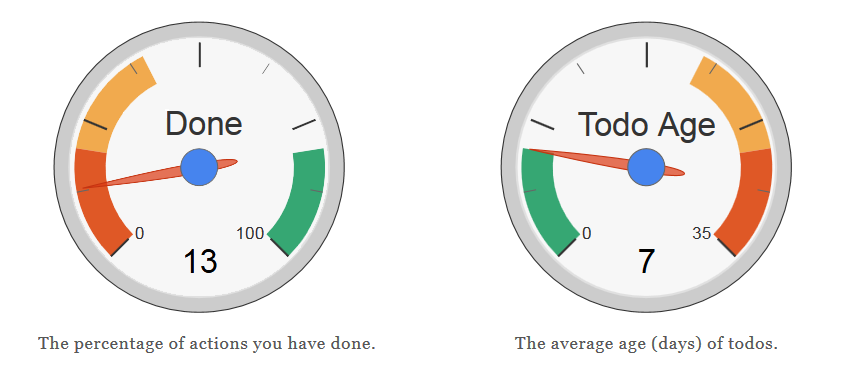 Done
0
100
13
The percentage of actions you have done.
Todo Age
0
35
7
The average age (days) of todos.